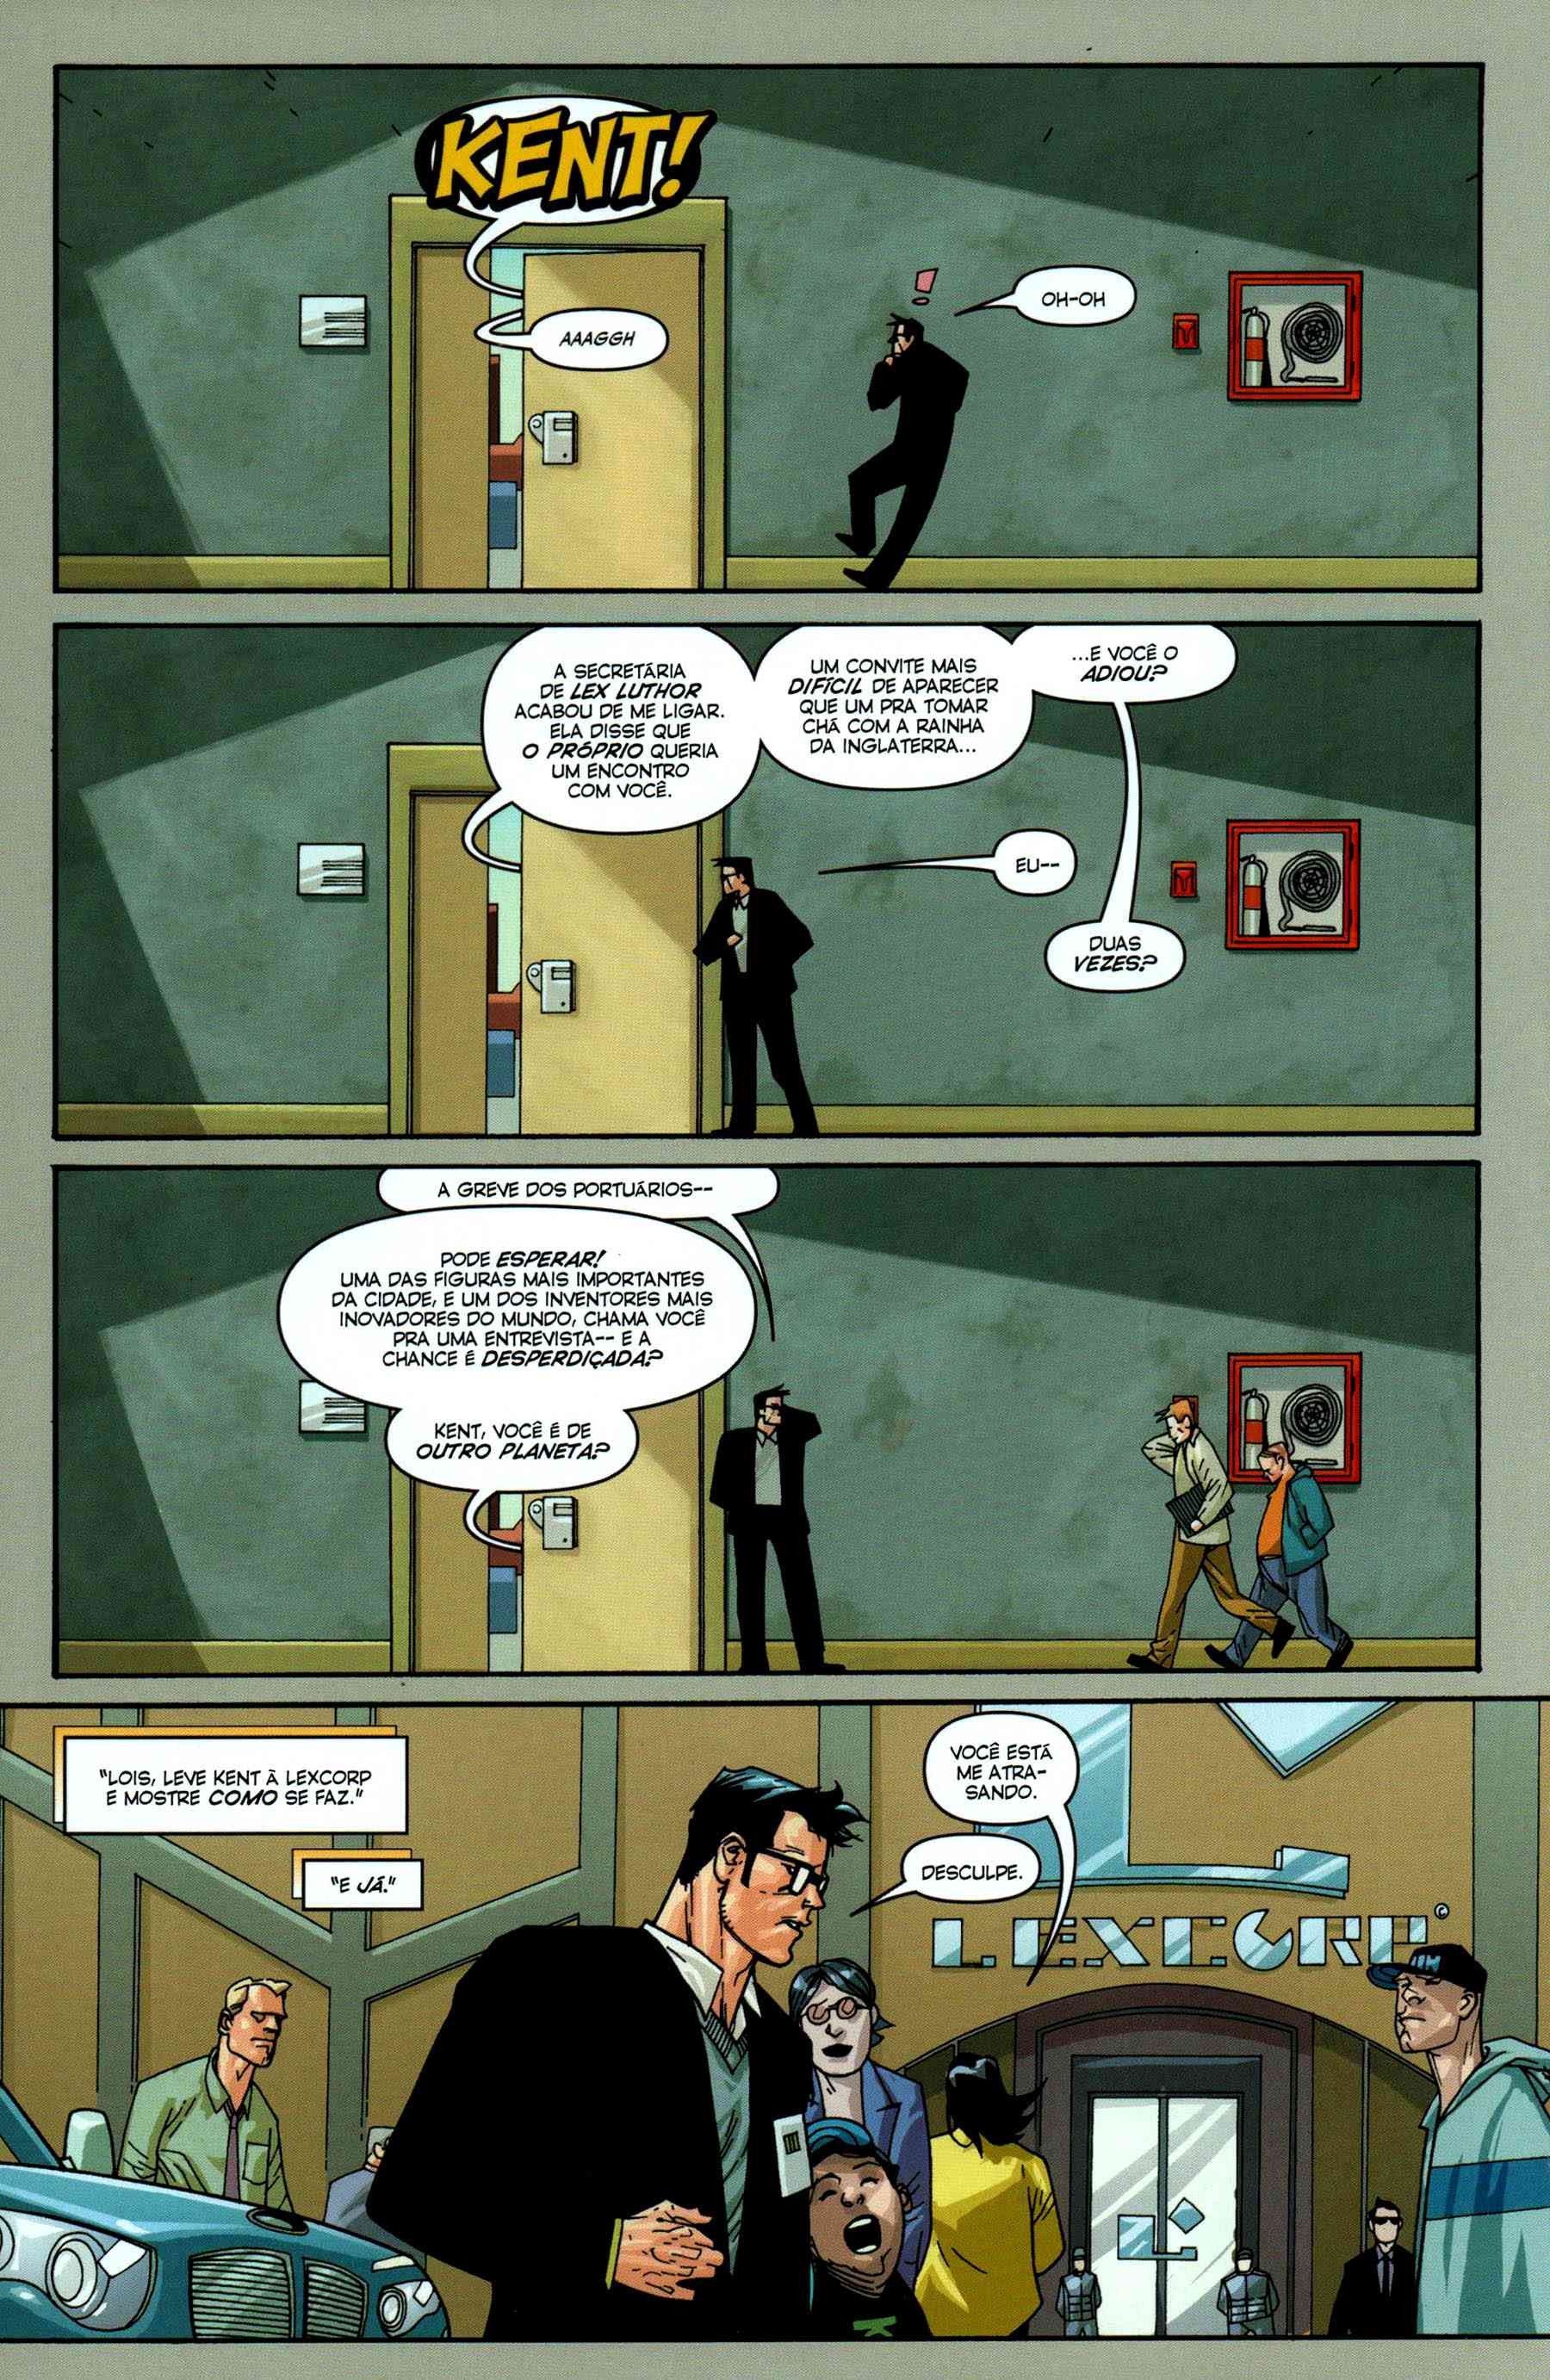 KENT!
AAAGGH
OH-OH
A SECRETÁRIA
DE LEX LUTHOR
ACABOU DE ME LIGAR.
ELA DISSE QUE
O PRÓPRIO QUERIA
UM ENCONTRO
COM VOCÊ.
UM CONVITE MAIS
DIFÍCIL DE APARECER
QUE UM PRA TOMAR
CHÁ COM A RAINHA
DA INGLATERRA...
...E VOCÊ O
ADIOU?
EU--
DUAS
VEZES?
A GREVE DOS PORTUÁRIOS--
PODE ESPERAR!
UMA DAS FIGURAS MAIS IMPORTANTES
DA CIDADE, E UM DOS INVENTORES MAIS
INOVADORES DO MUNDO, CHAMA VOCÊ
PRA UMA ENTREVISTA-- E A
CHANCE É DESPERDIÇADA?
KENT, VOCÊ É DE
OUTRO PLANETA?
"LOIS, LEVE KENT À LEXCORP
E MOSTRE COMO SE FAZ."
"E JÁ."
VOCÊ ESTÁ
ME ATRA-
SANDO.
DESCULPE.
LEXCORP©